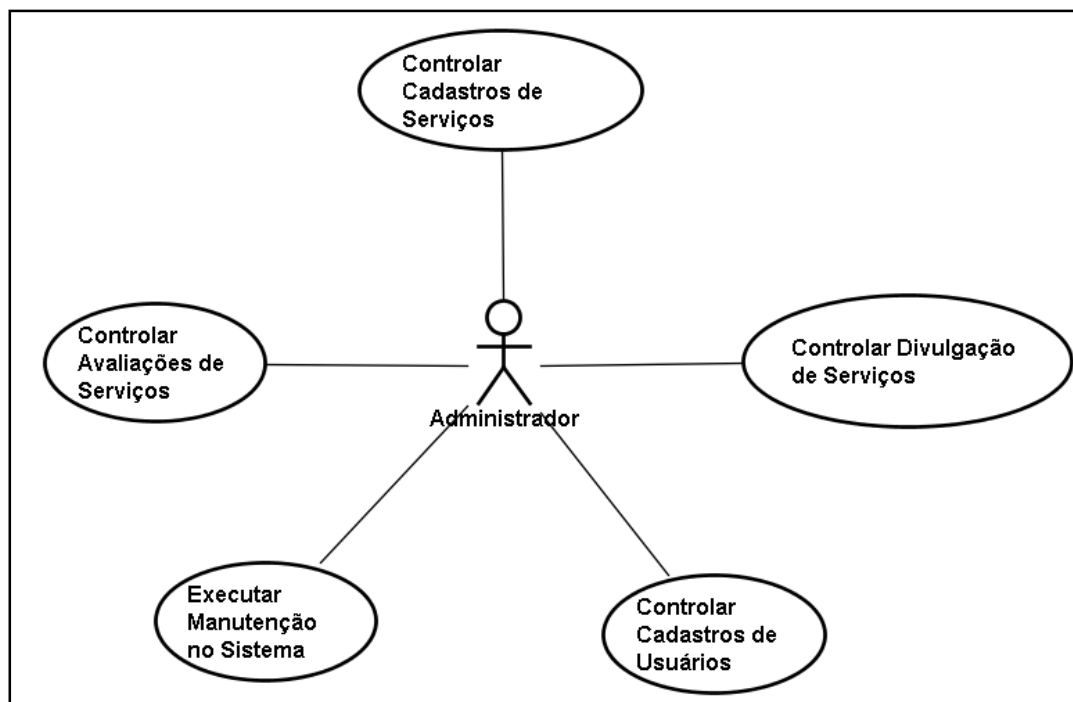 Controlar
Cadastros de
Serviços
Controlar
Avaliações de
Serviços
Controlar Divulgação
de Serviços
Administrador
Executar
Manutenção
no Sistema
Controlar
Cadastros de
Usuários